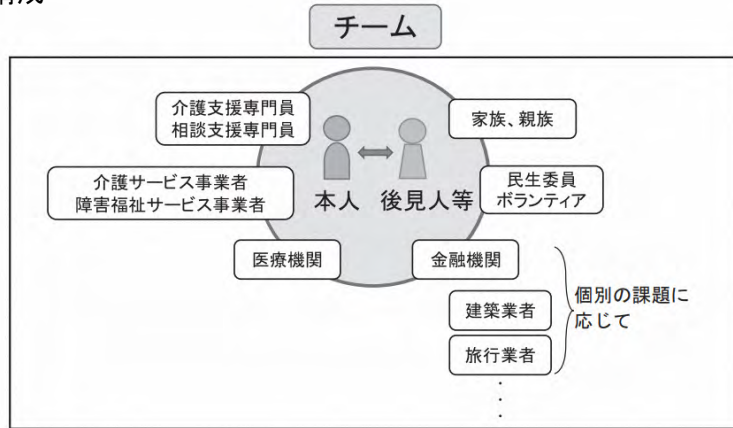 チーム
介護支援専門員
相談支援専門員
家族、親族
介護サービス事業者
障害福祉サービス事業者
本人
後見人等
民生委員
ボランティア
医療機関
金融機関
建築業者
旅行業者
個別の課題に
応じて